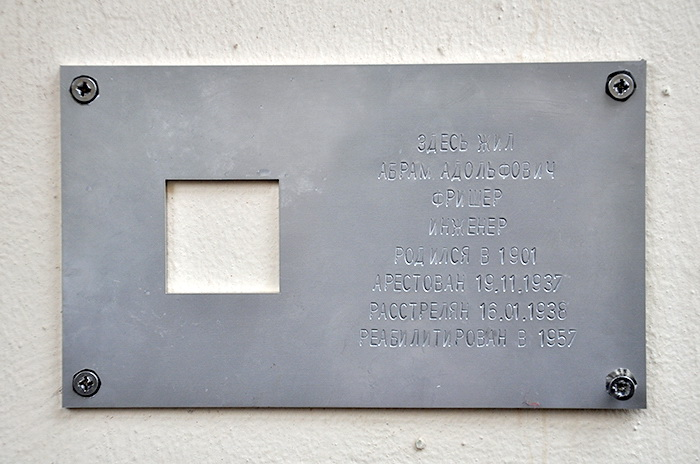 ЗДЕСЬ ЖИЛ
АБРАМ АДОЛЬФОВИЧ
ФРИШЕР
ИНЖЕНЕР
РОДИЛСЯ В 1901
АРЕСТОВАН 19.11.1937
РАССТРЕЛЯН 16.01.1938
РЕАБИЛИТИРОВАН В 1957